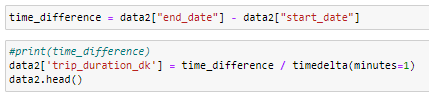 time_difference = data2["end_date"] - data2["start_date"]
#print(time_difference)
data2['trip_duration_dk'] = time_difference / timedelta(minutes=1)
data2.head()